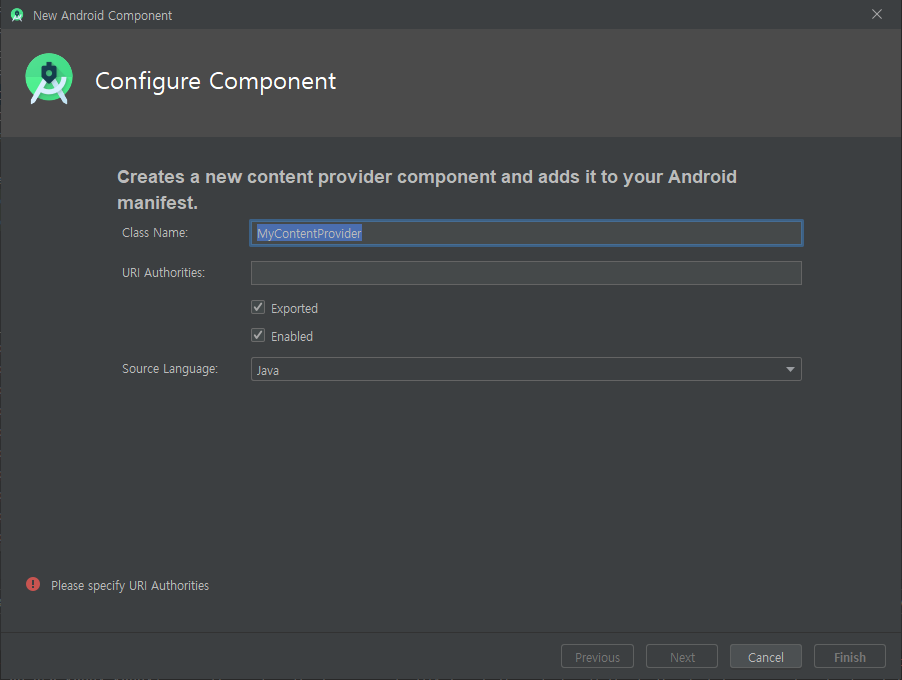 New Android Component
Configure Component
Creates a new content provider component and adds it to your Android
manifest.
Class Name:
MyContentProvider
URI Authorities:
Exported
Enabled
Source Language:
Java
Please specify URI Authorities
Previous
Next
Cancel
Finish